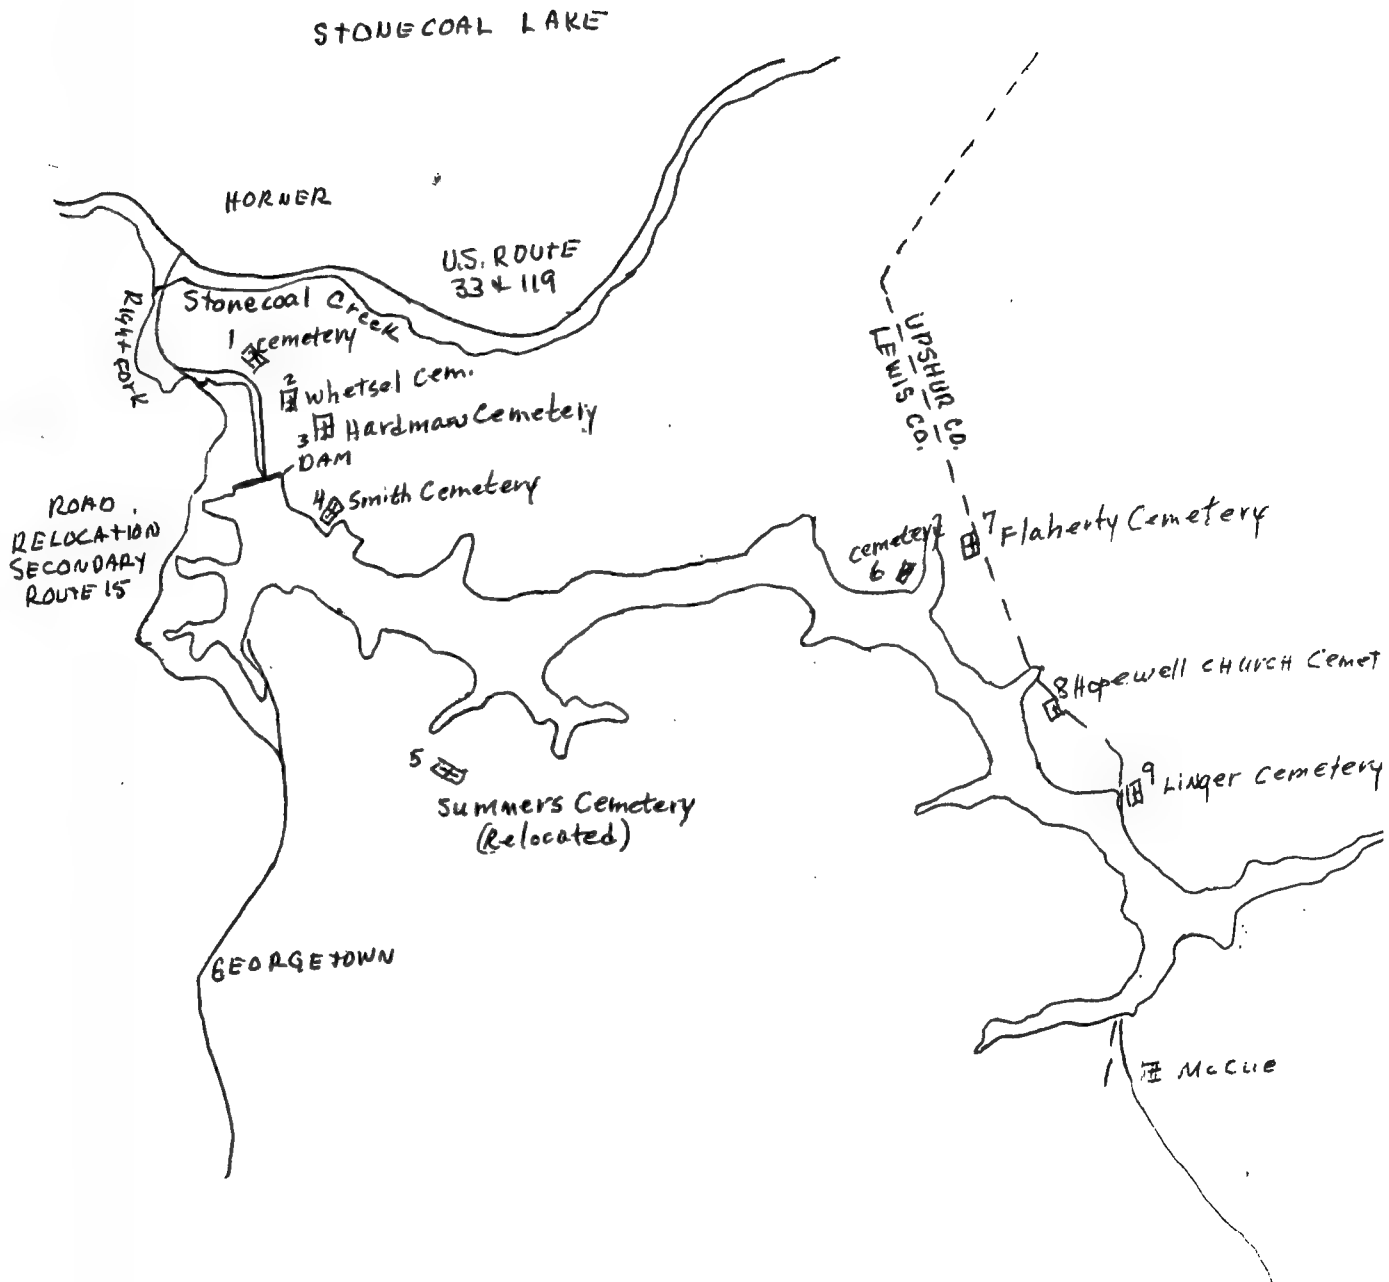 STONECOAL LAKE
HORNER
U.S. ROUTE
33 & 119
Stonecoal Creek
Right Fork
1 cemetery
2 Whetsel Cem.
3 Hardman Cemetery
DAM
4 Smith Cemetery
UPSHUR CO.
LEWIS CO.
ROAD
RELOCATION
SECONDARY
ROUTE 15
cemetery
6
7 Flaherty Cemetery
8 Hopewell CHURCH Cemet
5
Summers Cemetery
(Relocated)
9 Linger Cemetery
GEORGETOWN
McCue